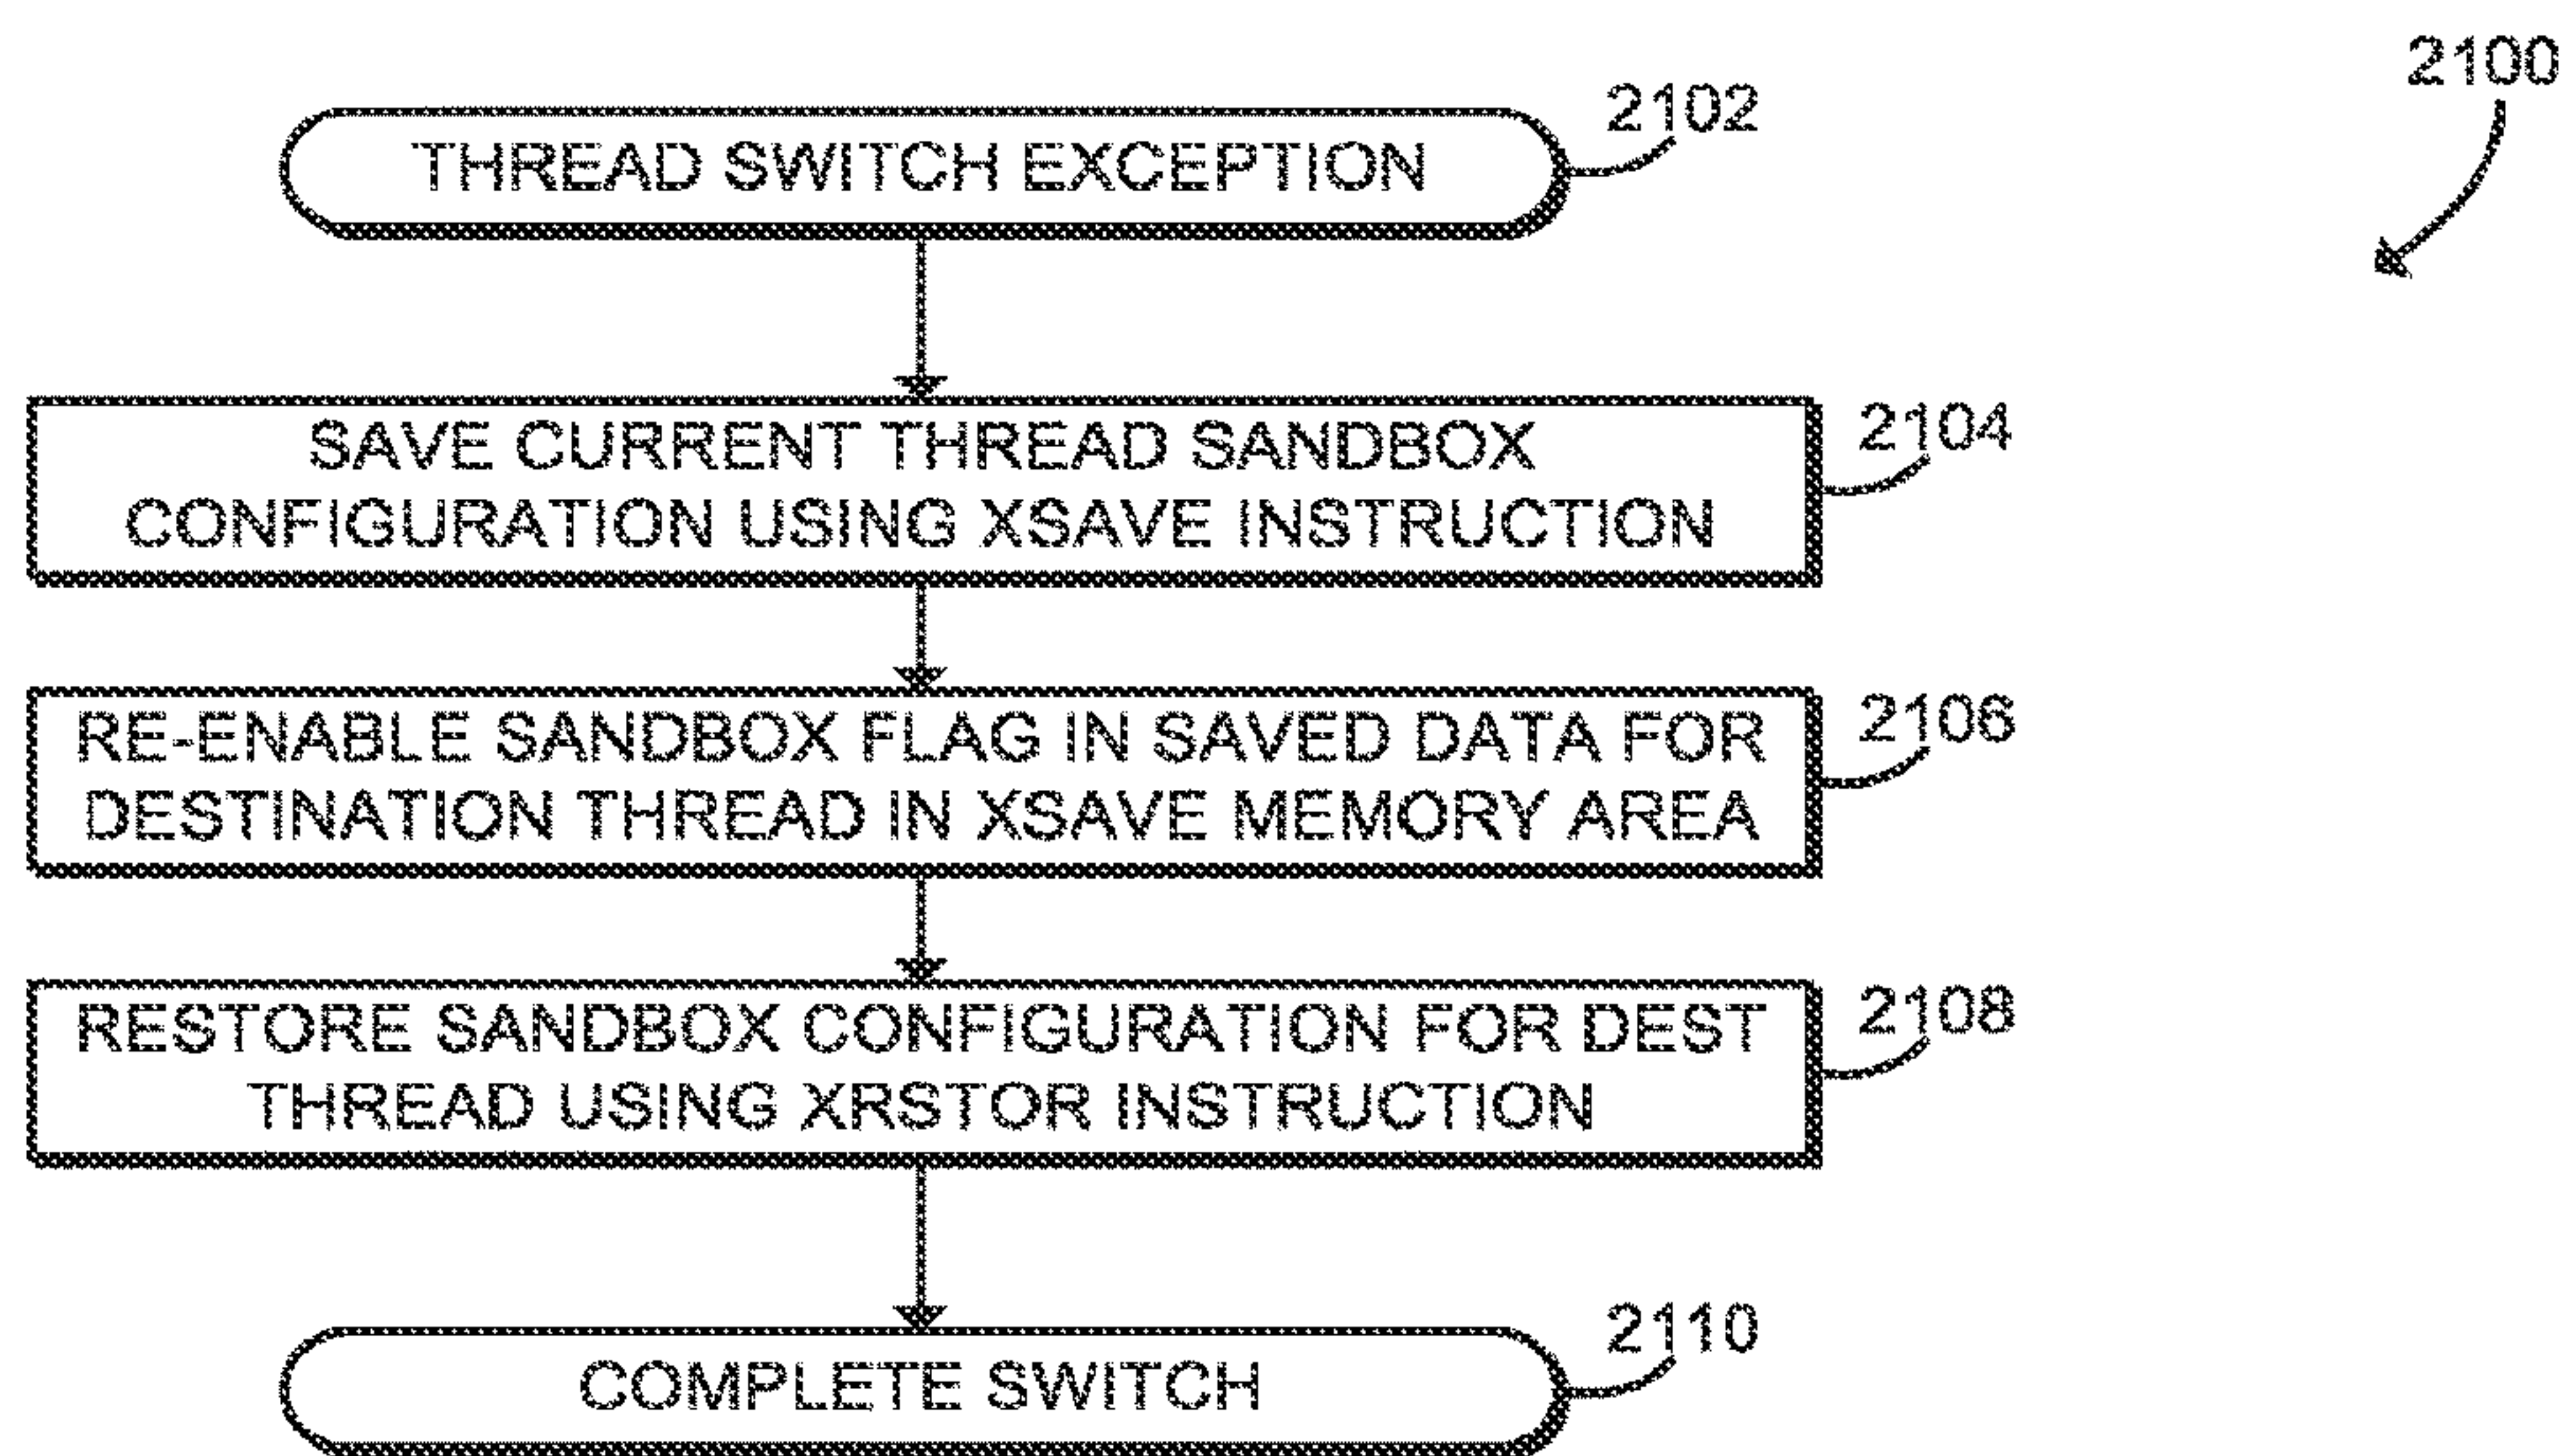 2100
THREAD SWITCH EXCEPTION
2102
SAVE CURRENT THREAD SANDBOX
CONFIGURATION USING XSAVE INSTRUCTION
2104
RE-ENABLE SANDBOX FLAG IN SAVED DATA FOR
DESTINATION THREAD IN XSAVE MEMORY AREA
2106
RESTORE SANDBOX CONFIGURATION FOR DEST
THREAD USING XRSTOR INSTRUCTION
2108
COMPLETE SWITCH
2110